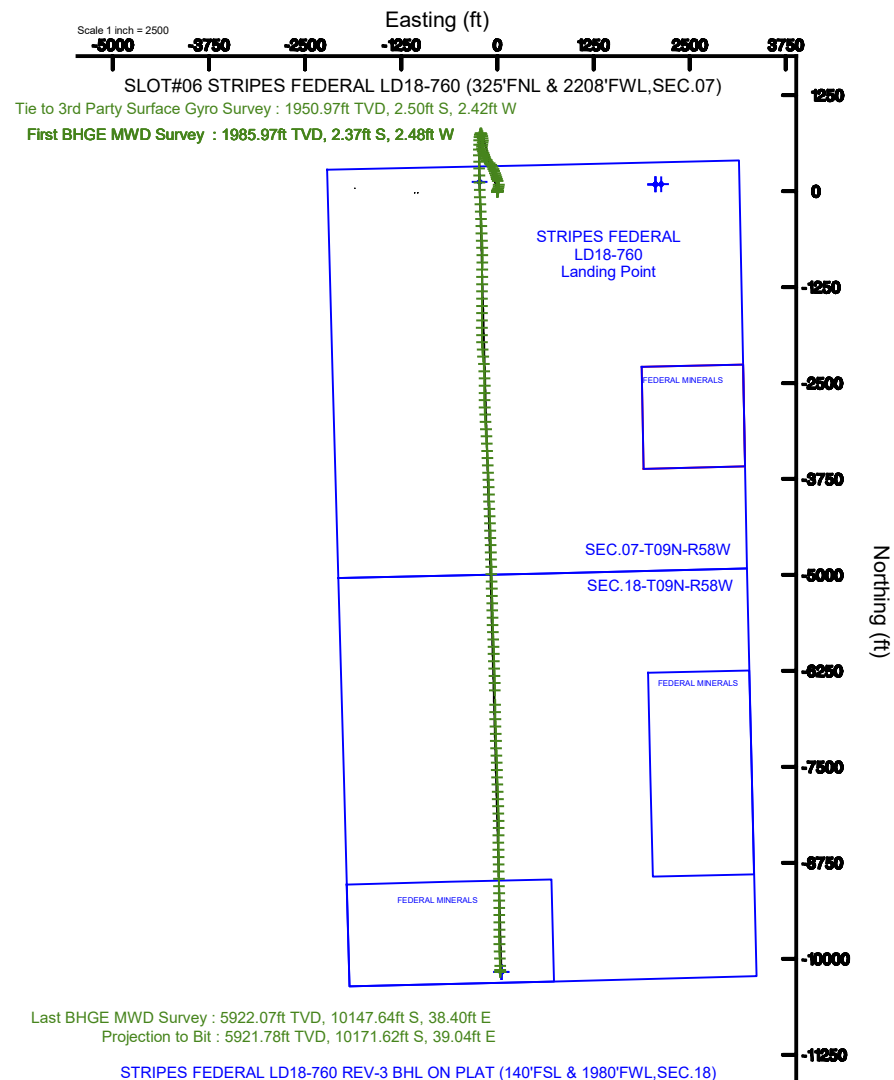 Easting (ft)
Scale 1 inch = 2500
-5000 -3750 -2500 -1250 0 1250 2500 3750
SLOT#06 STRIPES FEDERAL LD18-760 (325'FNL & 2208'FWL,SEC.07)
1250
Tie to 3rd Party Surface Gyro Survey : 1950.97ft TVD, 2.50ft S, 2.42ft W
First BHGE MWD Survey : 1985.97ft TVD, 2.37ft S, 2.48ft W
0
STRIPES FEDERAL
LD18-760
Landing Point
-1250
FEDERAL MINERALS
-2500
-3750
SEC.07-T09N-R58W
-5000
SEC.18-T09N-R58W
Northing (ft)
-6250
FEDERAL MINERALS
-7500
-8750
FEDERAL MINERALS
-10000
Last BHGE MWD Survey : 5922.07ft TVD, 10147.64ft S, 38.40ft E
Projection to Bit : 5921.78ft TVD, 10171.62ft S, 39.04ft E
-11250
STRIPES FEDERAL LD18-760 REV-3 BHL ON PLAT (140'FSL & 1980'FWL,SEC.18)